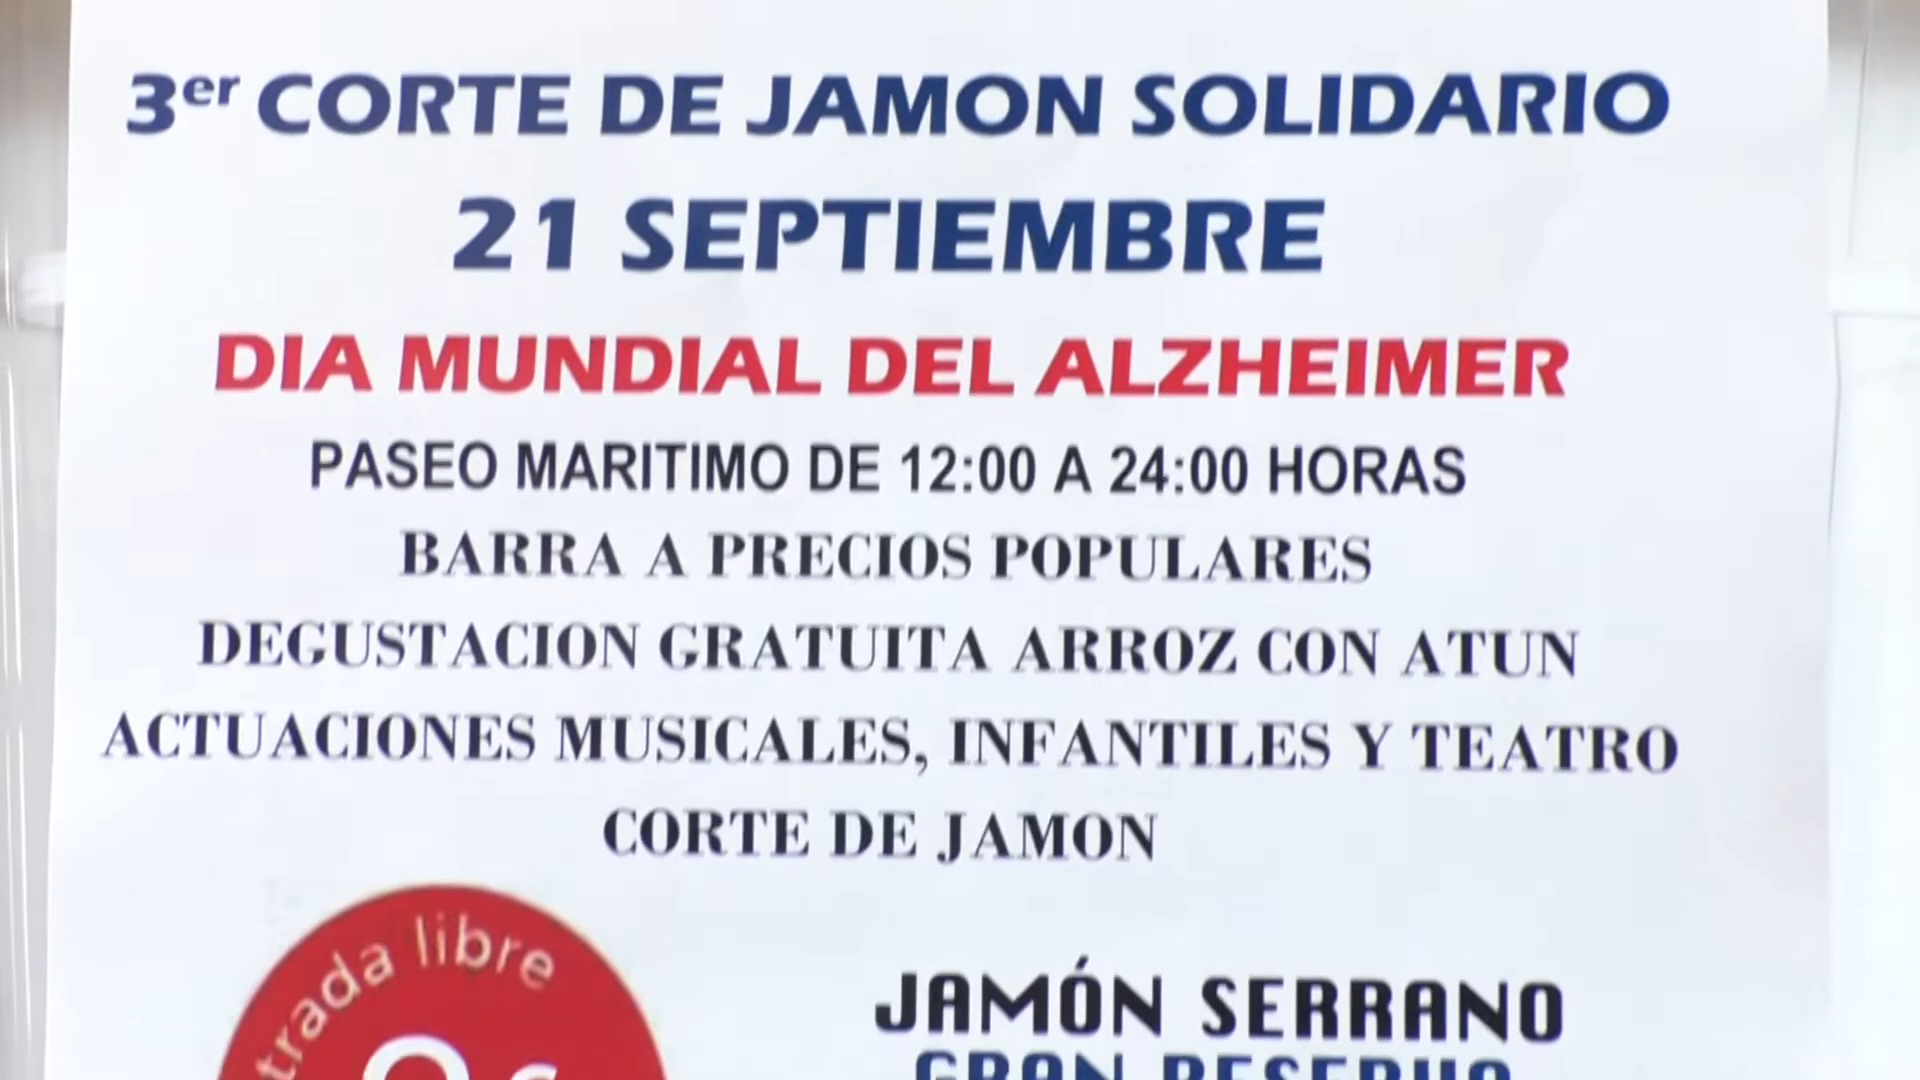 3er CORTE DE JAMON SOLIDARIO
21 SEPTIEMBRE
DIA MUNDIAL DEL ALZHEIMER
PASEO MARITIMO DE 12:00 A 24:00 HORAS
BARRA A PRECIOS POPULARES
DEGUSTACION GRATUITA ARROZ CON ATUN
ACTUACIONES MUSICALES, INFANTILES Y TEATRO
CORTE DE JAMON
trada libre
JAMÓN SERRANO
GRAN RESERVA